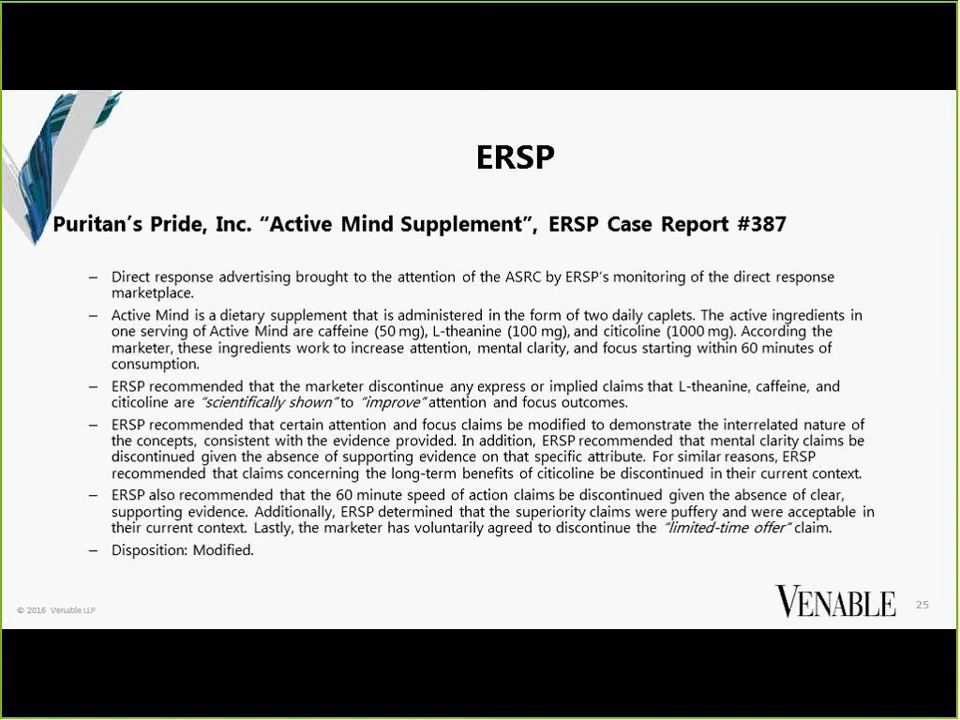 ERSP
Puritan's Pride, Inc. “Active Mind Supplement”, ERSP Case Report #387
– Direct response advertising brought to the attention of the ASRC by ERSP's monitoring of the direct response
marketplace.
– Active Mind is a dietary supplement that is administered in the form of two daily caplets. The active ingredients in
one serving of Active Mind are caffeine (50 mg), L-theanine (100 mg), and citicoline (1000 mg). According the
marketer, these ingredients work to increase attention, mental clarity, and focus starting within 60 minutes of
consumption.
– ERSP recommended that the marketer discontinue any express or implied claims that L-theanine, caffeine, and
citicoline are “scientifically shown” to “improve” attention and focus outcomes.
– ERSP recommended that certain attention and focus claims be modified to demonstrate the interrelated nature of
the concepts, consistent with the evidence provided. In addition, ERSP recommended that mental clarity claims be
discontinued given the absence of supporting evidence on that specific attribute. For similar reasons, ERSP
recommended that claims concerning the long-term benefits of citicoline be discontinued in their current context.
– ERSP also recommended that the 60 minute speed of action claims be discontinued given the absence of clear,
supporting evidence. Additionally, ERSP determined that the superiority claims were puffery and were acceptable in
their current context. Lastly, the marketer has voluntarily agreed to discontinue the “limited-time offer” claim.
– Disposition: Modified.
© 2016 Venable LLP
VENABLE
25